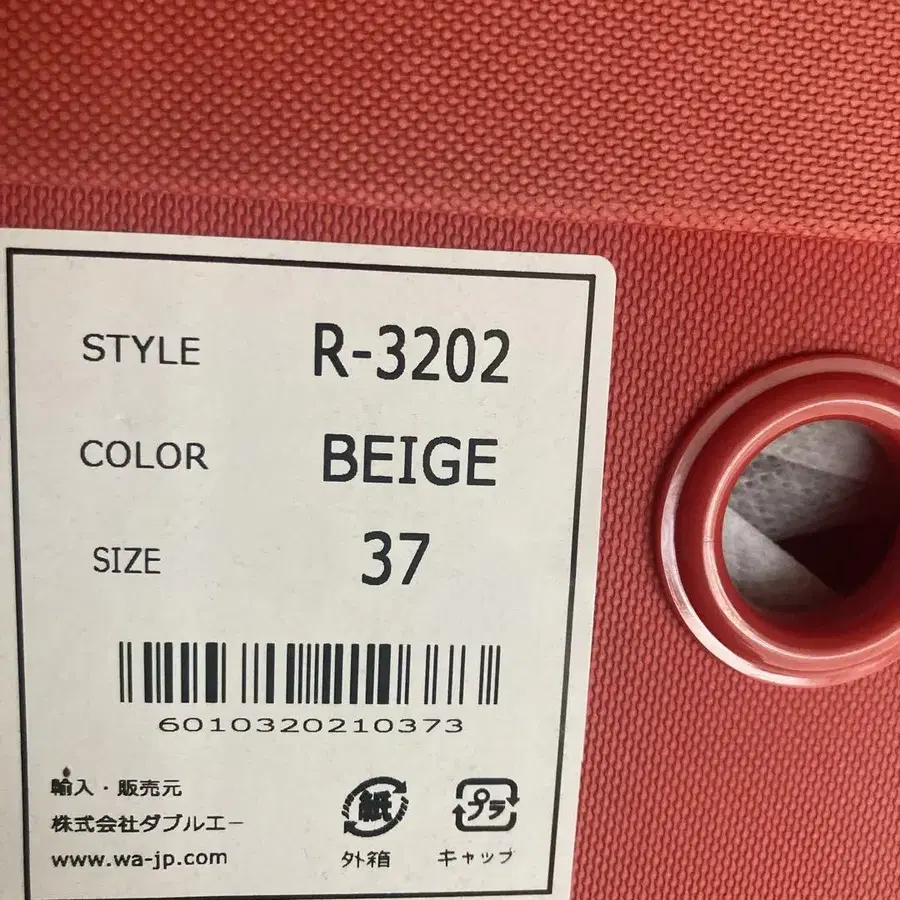 STYLE R-3202
COLOR BEIGE
SIZE 37
6010320210373
輸入・販売元
株式会社ダブルエー
www.wa-jp.com
紙
外箱
プラ
キャップ